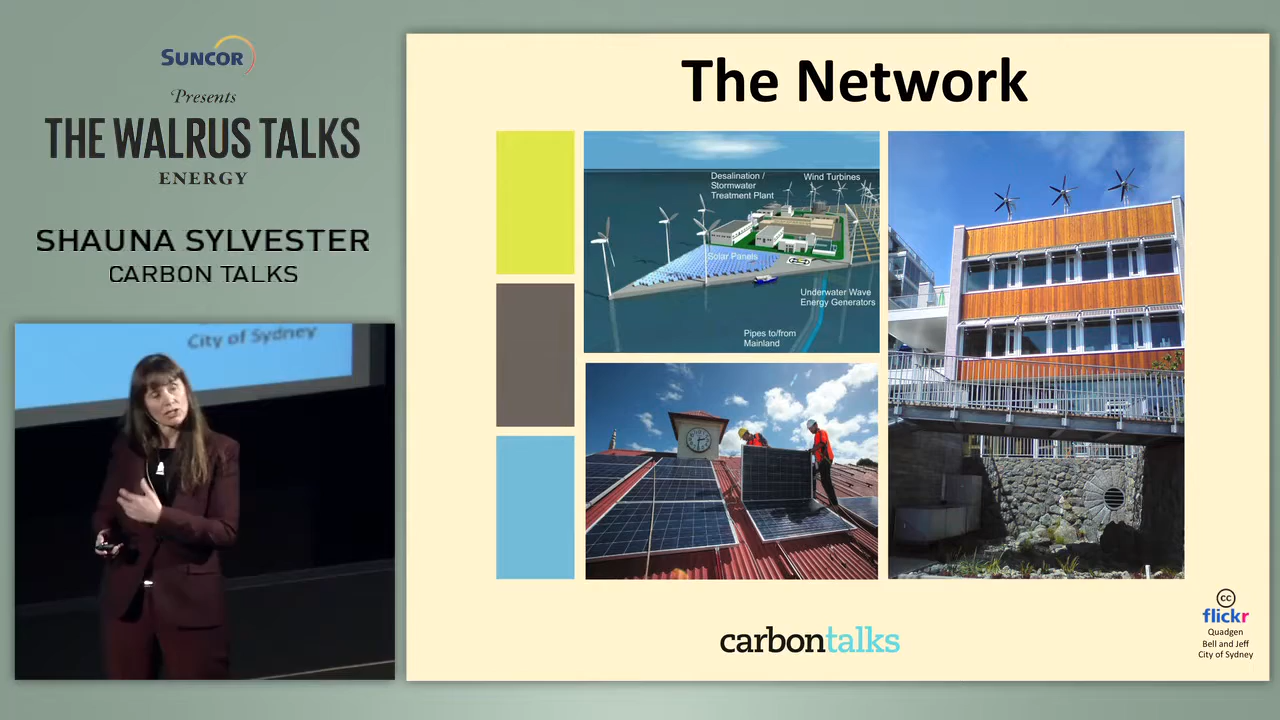 SUNCOR
Presents
THE WALRUS TALKS
ENERGY
SHAUNA SYLVESTER
CARBON TALKS
City of Sydney
The Network
Desalination /
Stormwater
Treatment Plant
Wind Turbines
Solar Panels
Underwater Wave
Energy Generators
Pipes to/from
Mainland
carbontalks
cc
flickr
Quadgen
Bell and Jeff
City of Sydney